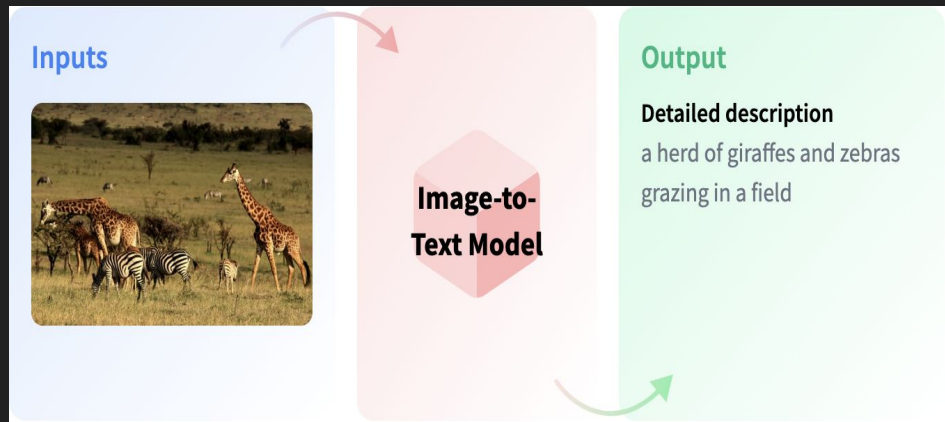 Inputs
Image-to-
Text Model
Output
Detailed description
a herd of giraffes and zebras
grazing in a field